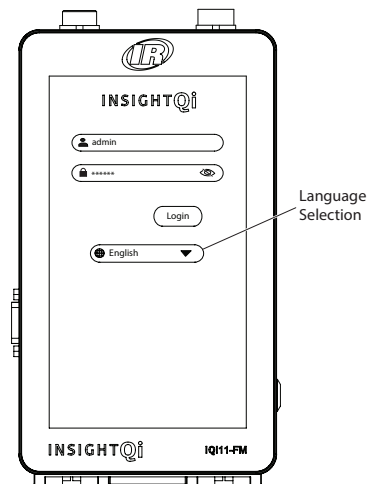 IR
INSIGHTQi
admin
******
Login
Language
Selection
English
INSIGHTQi
IQI11-FM